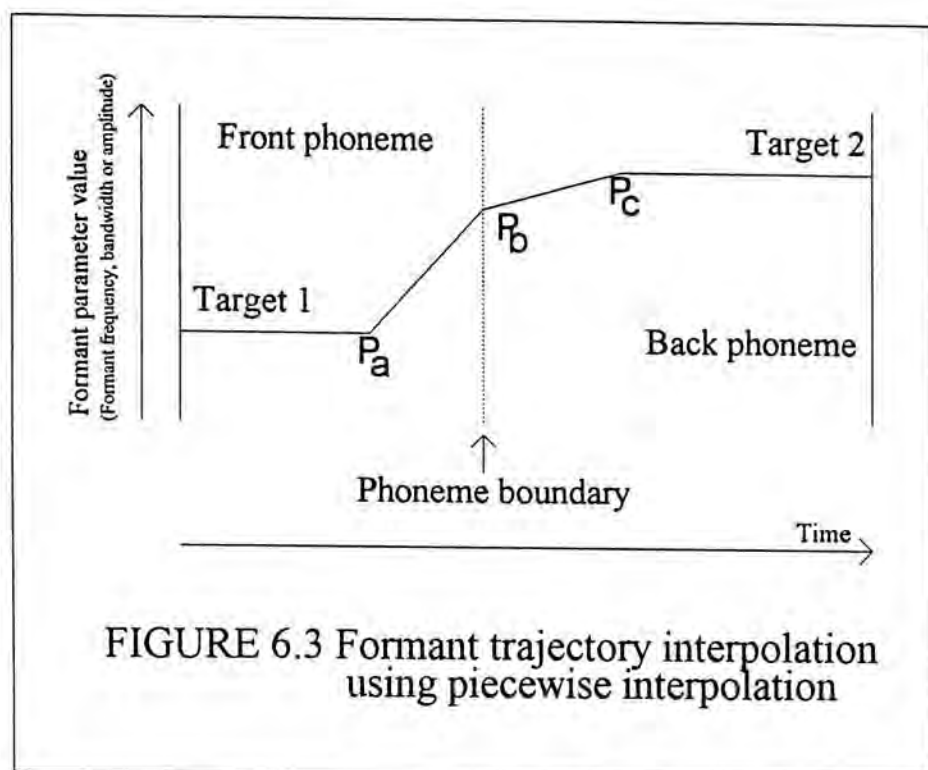 Formant parameter value
(Formant frequency, bandwidth or amplitude)
Front phoneme
Target 2
Pc
Pb
Target 1
Pa
Back phoneme
Phoneme boundary
Time
FIGURE 6.3 Formant trajectory interpolation
using piecewise interpolation